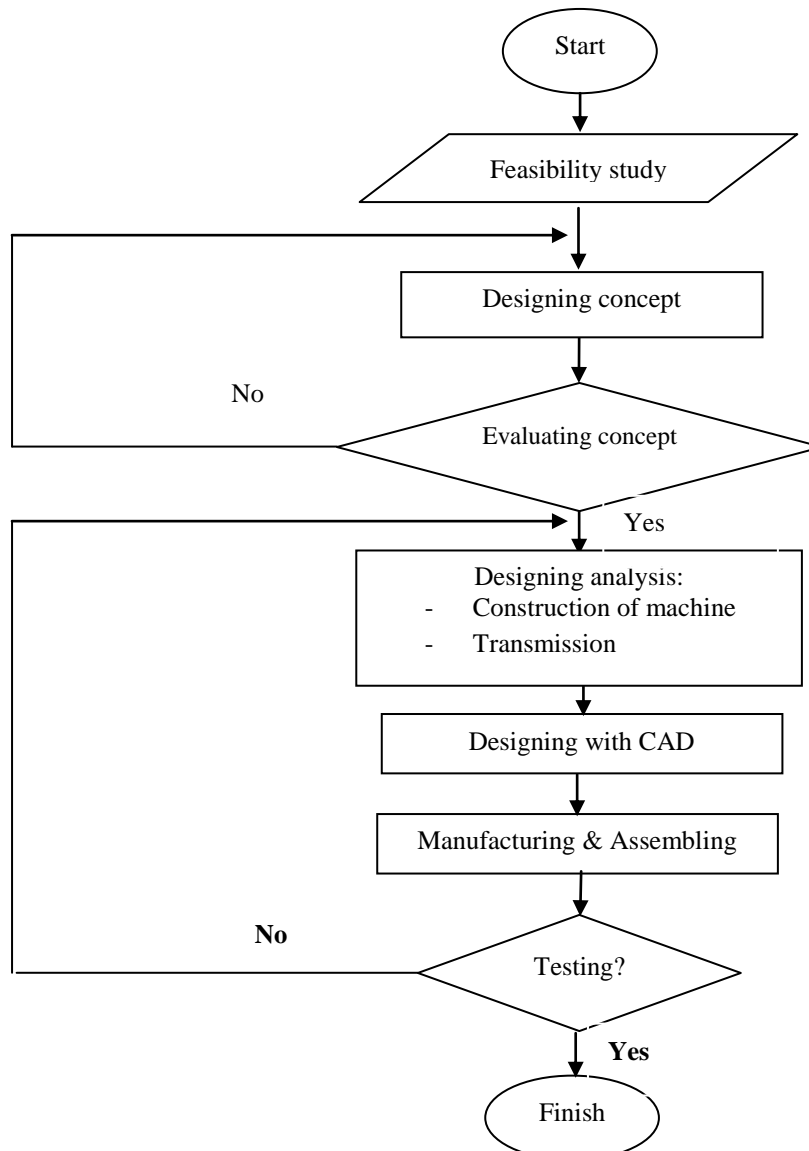 Start
Feasibility study
Designing concept
No
Evaluating concept
Yes
Designing analysis:
- Construction of machine
- Transmission
Designing with CAD
Manufacturing & Assembling
No
Testing?
Yes
Finish